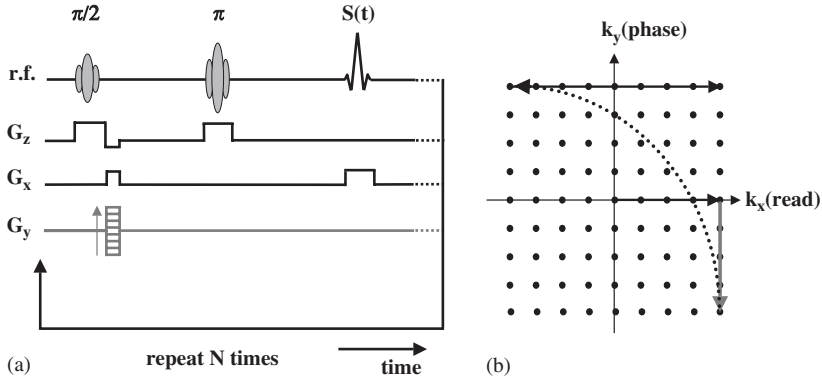 π/2 π S(t)
r.f.
G_z
G_x
G_y
(a) repeat N times time
k_y(phase)
k_x(read)
(b)